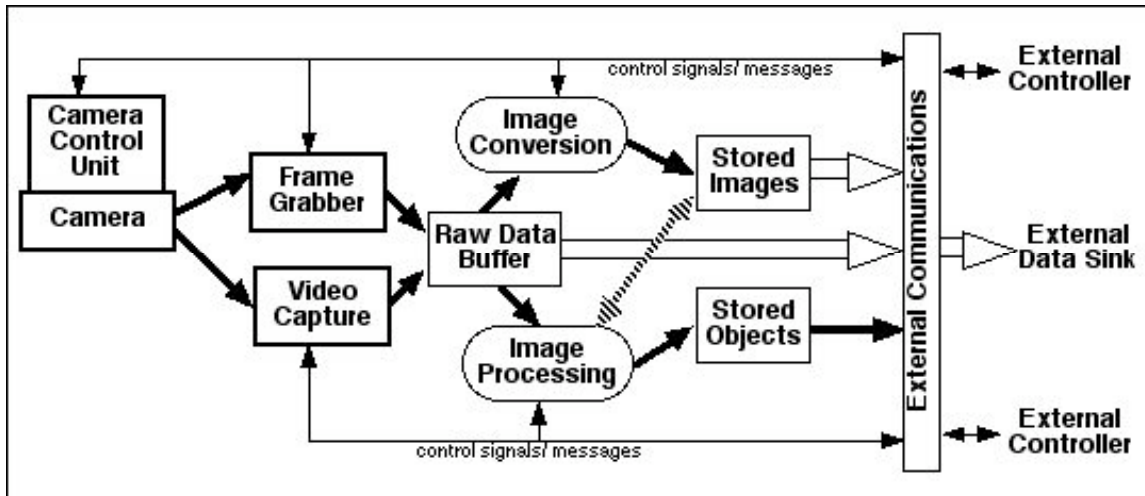 control signals/ messages
External
Controller
Camera
Control
Unit
Camera
Frame
Grabber
Video
Capture
Raw Data
Buffer
Image
Conversion
Image
Processing
Stored
Images
Stored
Objects
External Communications
External
Data Sink
External
Controller
control signals/ messages